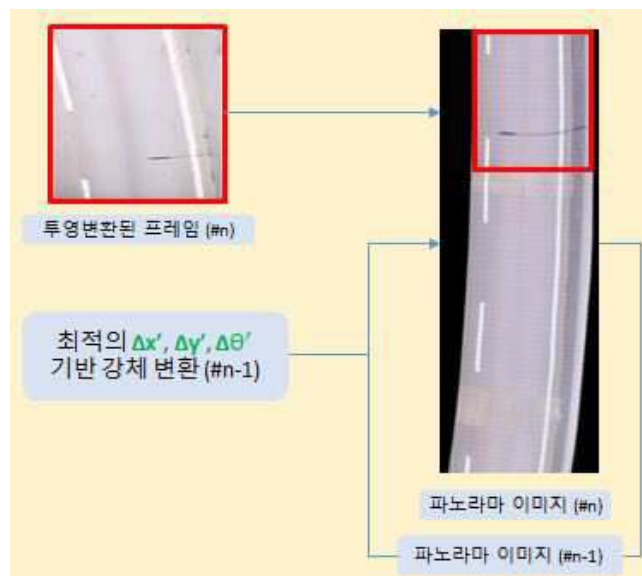 투영변환된 프레임 (#n)
최적의 Δx′, Δy′, Δθ′
기반 강체 변환 (#n-1)
파노라마 이미지 (#n)
파노라마 이미지 (#n-1)